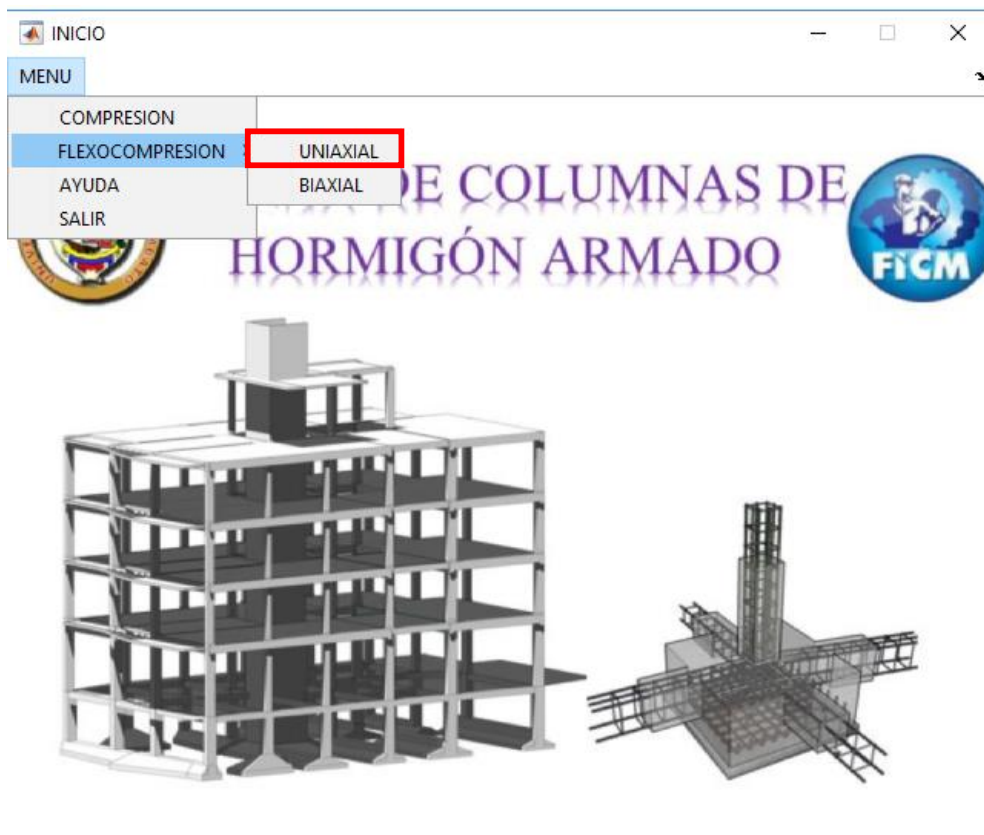 INICIO
MENU
COMPRESION
FLEXOCOMPRESION
UNIAXIAL
AYUDA
BIAXIAL
SALIR
DE COLUMNAS DE
HORMIGÓN ARMADO
FICM